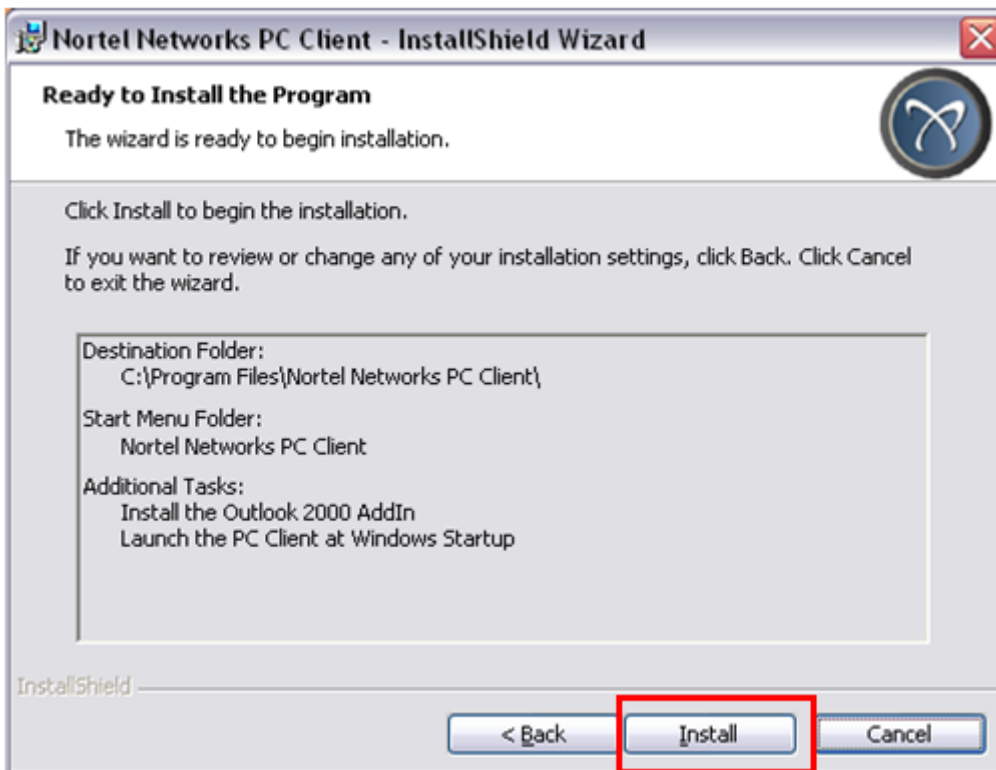 Nortel Networks PC Client - InstallShield Wizard
Ready to Install the Program
The wizard is ready to begin installation.
Click Install to begin the installation.
If you want to review or change any of your installation settings, click Back. Click Cancel
to exit the wizard.
Destination Folder:
C:\Program Files\Nortel Networks PC Client\
Start Menu Folder:
Nortel Networks PC Client
Additional Tasks:
Install the Outlook 2000 AddIn
Launch the PC Client at Windows Startup
InstallShield
< Back
Install
Cancel